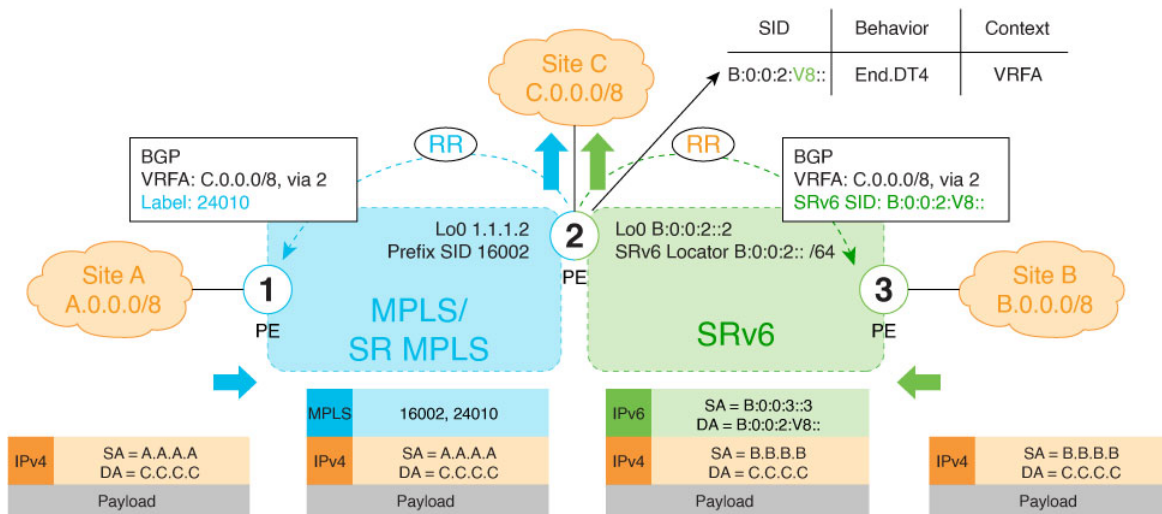 SID Behavior Context
B:0:0:2:V8:: End.DT4 VRFA
Site C
C.0.0.0/8
RR
RR
BGP
VRFA: C.0.0.0/8, via 2
Label: 24010
BGP
VRFA: C.0.0.0/8, via 2
SRv6 SID: B:0:0:2:V8::
Lo0 1.1.1.2
Prefix SID 16002
2
PE
Lo0 B:0:0:2::2
SRv6 Locator B:0:0:2:: /64
Site A
A.0.0.0/8
1
PE
MPLS/
SR MPLS
SRv6
3
PE
Site B
B.0.0.0/8
IPv4
SA = A.A.A.A
DA = C.C.C.C
Payload
MPLS
16002, 24010
IPv4
SA = A.A.A.A
DA = C.C.C.C
Payload
IPv6
SA = B:0:0:3::3
DA = B:0:0:2:V8::
IPv4
SA = B.B.B.B
DA = C.C.C.C
Payload
IPv4
SA = B.B.B.B
DA = C.C.C.C
Payload